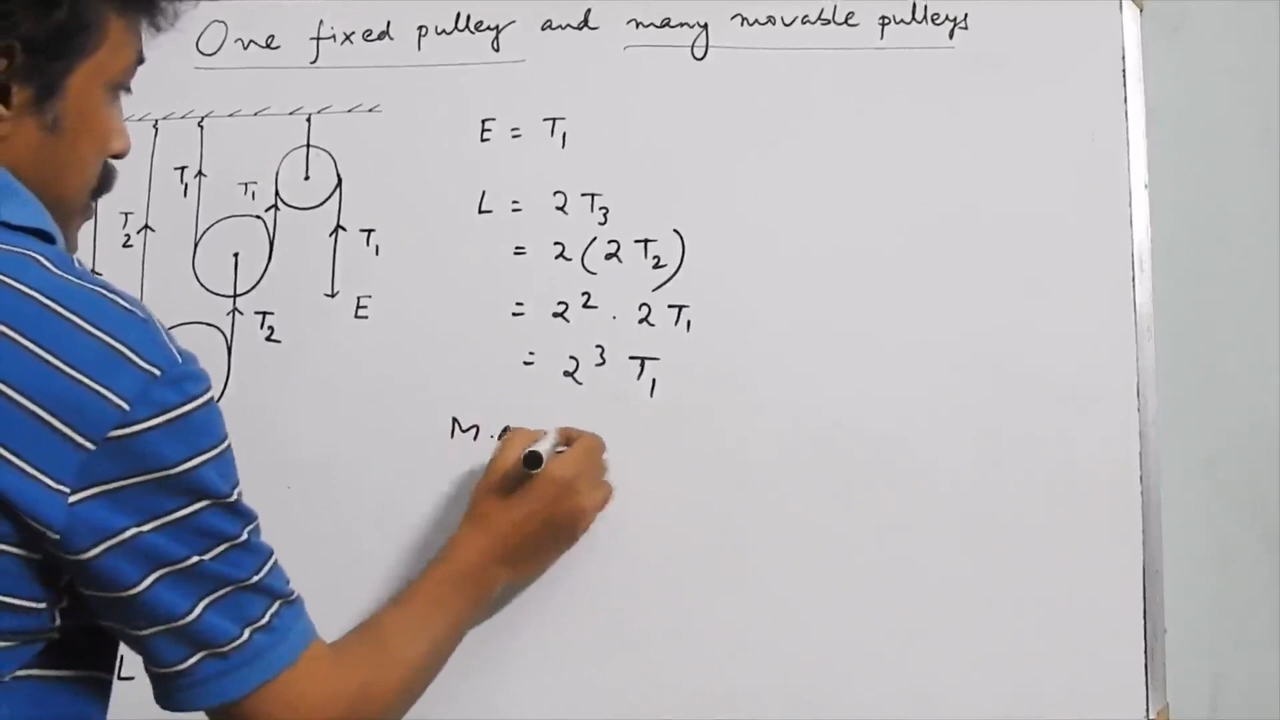 One fixed pulley and many movable pulleys
E = T₁
T₁
T₁
L = 2 T₃
T₂
T₁
= 2 ( 2 T₂ )
= 2² . 2 T₁
E
T₂
= 2³ T₁
M.
L